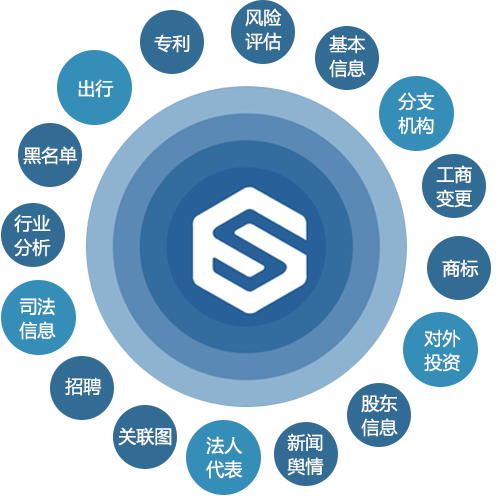 风险
评估
基本
信息
分支
机构
工商
变更
商标
对外
投资
股东
信息
新闻
舆情
法人
代表
关联图
招聘
司法
信息
行业
分析
黑名单
出行
专利